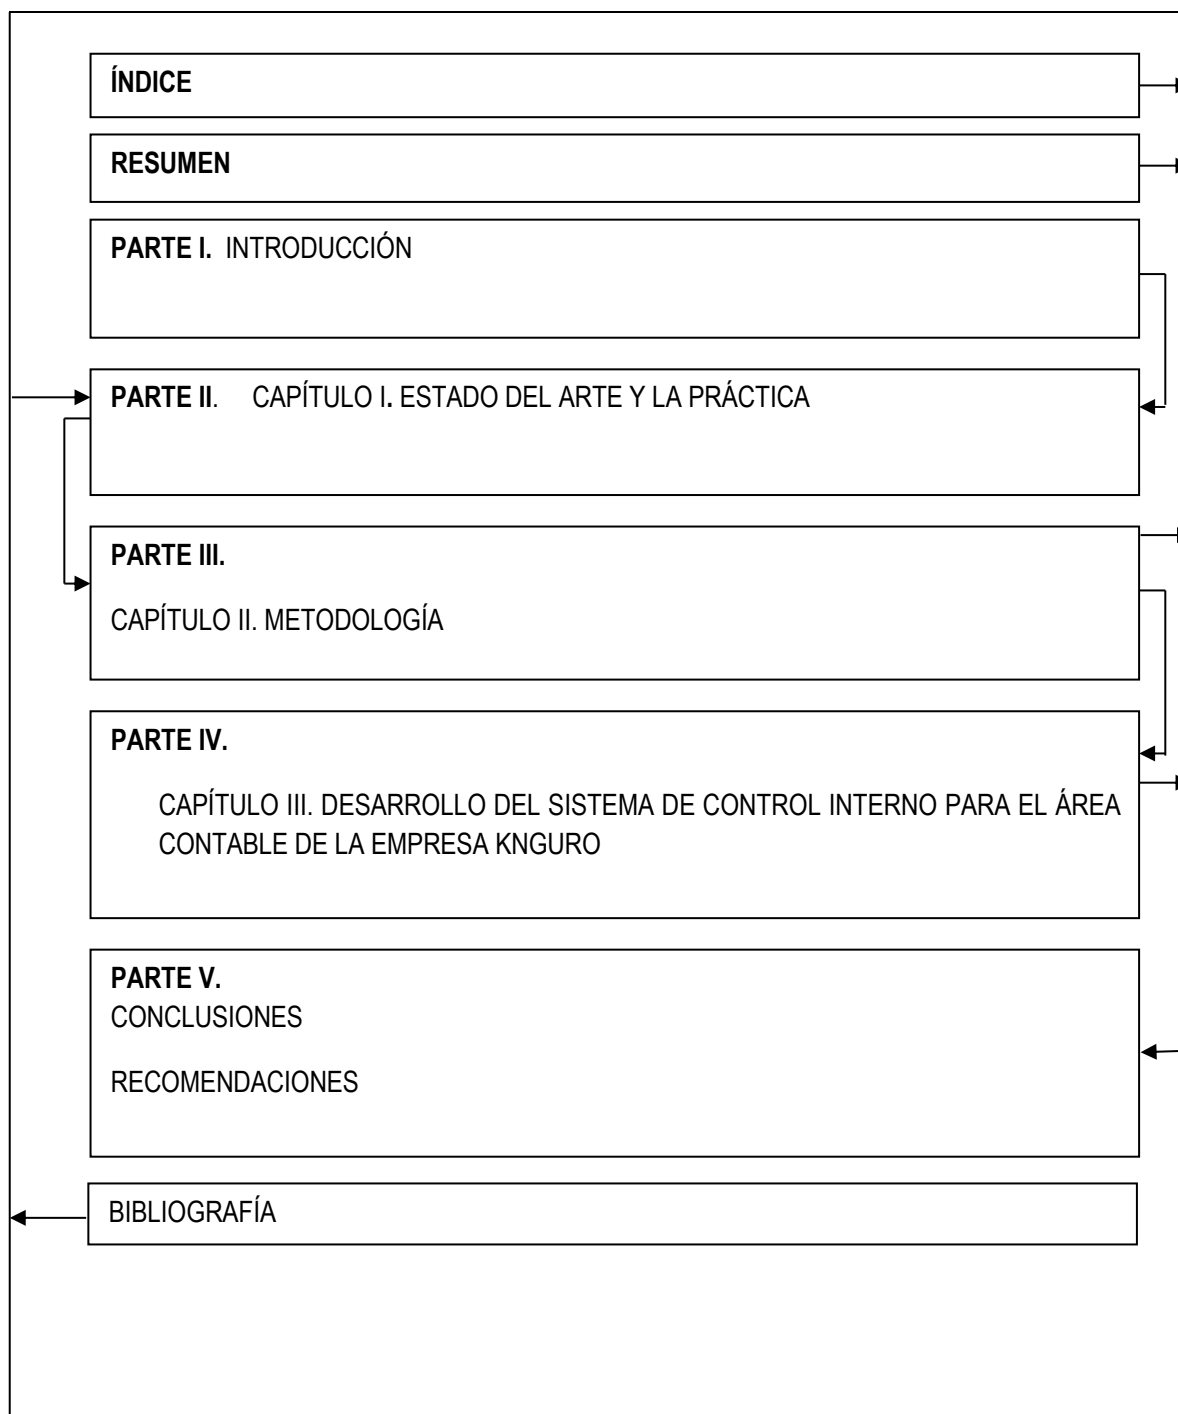 ÍNDICE
RESUMEN
PARTE I. INTRODUCCIÓN
PARTE II. CAPÍTULO I. ESTADO DEL ARTE Y LA PRÁCTICA
PARTE III.
CAPÍTULO II. METODOLOGÍA
PARTE IV.
CAPÍTULO III. DESARROLLO DEL SISTEMA DE CONTROL INTERNO PARA EL ÁREA
CONTABLE DE LA EMPRESA KNGURO
PARTE V.
CONCLUSIONES
RECOMENDACIONES
BIBLIOGRAFÍA